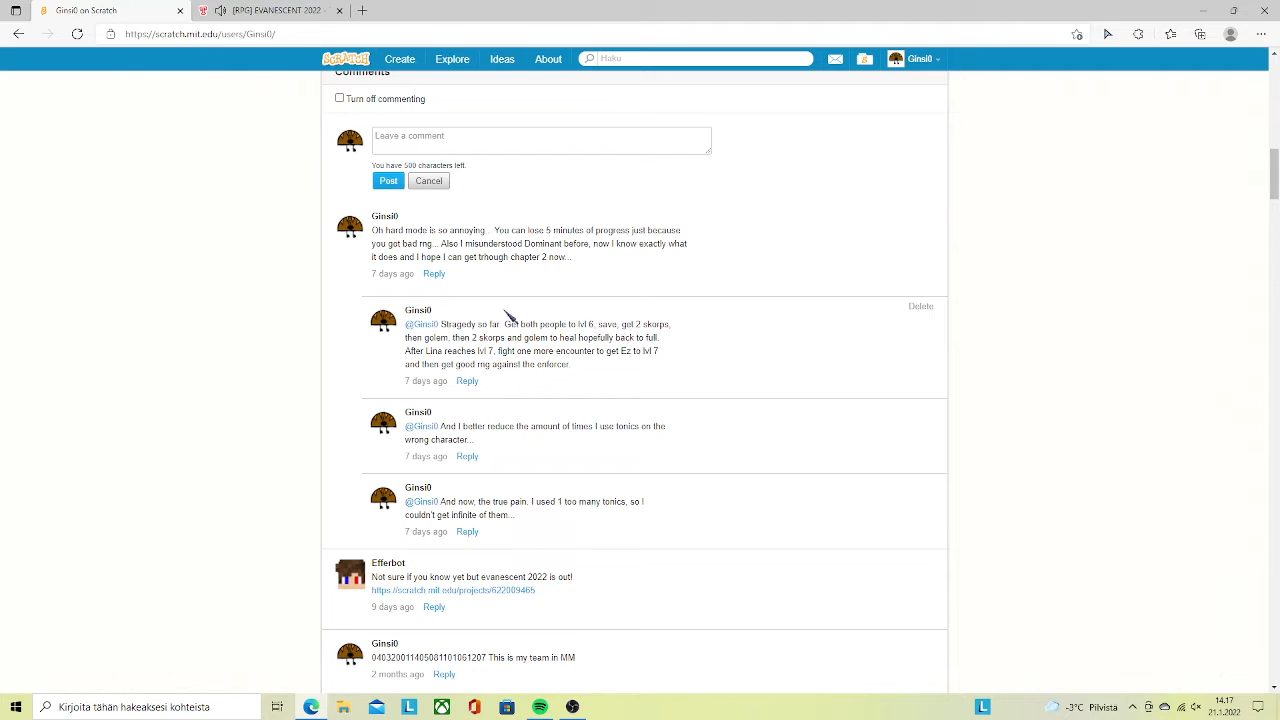 Ginsi0 on Scratch
[RPG] EVANESCENT 2022 -
https://scratch.mit.edu/users/Ginsi0/
SCRATCH
Create
Explore
Ideas
About
Haku
Ginsi0
Comments
Turn off commenting
Leave a comment
You have 500 characters left.
Post
Cancel
Ginsi0
Oh hard mode is so annoying... You can lose 5 minutes of progress just because
you got bad rng... Also I misunderstood Dominant before, now I know exactly what
it does and I hope I can get trhough chapter 2 now...
7 days ago Reply
Ginsi0
Delete
@Ginsi0 Stragedy so far. Get both people to lvl 6, save, get 2 skorps,
then golem, then 2 skorps and golem to heal hopefully back to full.
After Lina reaches lvl 7, fight one more encounter to get Ez to lvl 7
and then get good rng against the enforcer.
7 days ago Reply
Ginsi0
@Ginsi0 And I better reduce the amount of times I use tonics on the
wrong character...
7 days ago Reply
Ginsi0
@Ginsi0 And now, the true pain. I used 1 too many tonics, so I
couldn't get infinite of them...
7 days ago Reply
Efferbot
Not sure if you know yet but evanescent 2022 is out!
https://scratch.mit.edu/projects/622009465
9 days ago Reply
Ginsi0
040320011405081101061207 This is my team in MM
2 months ago Reply
Kirjoita tähän hakeaksesi kohteita
-3°C Pilvistä
14.17
21.1.2022